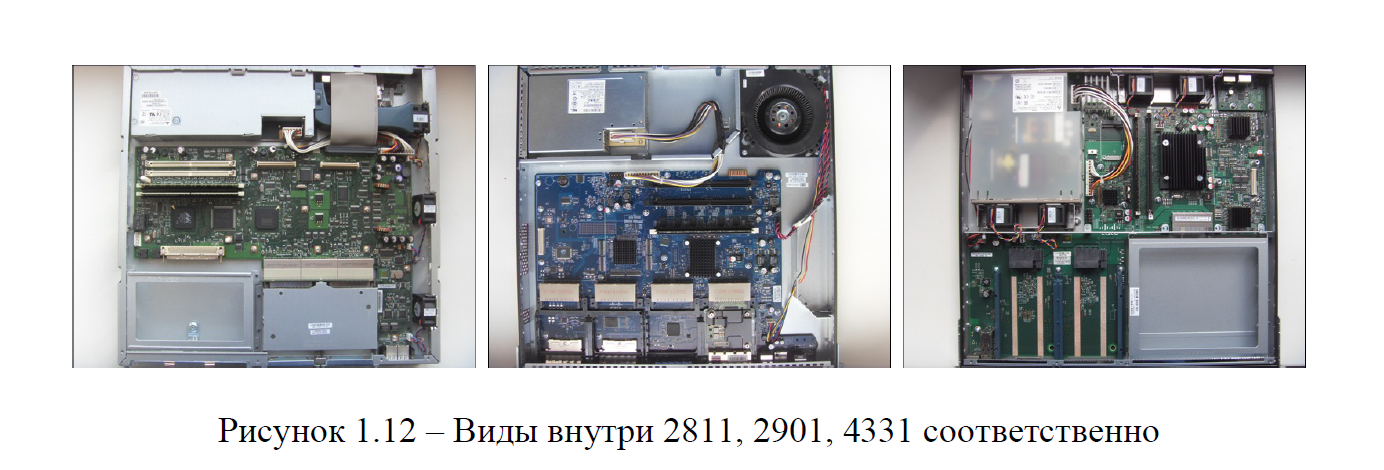 Рисунок 1.12 – Виды внутри 2811, 2901, 4331 соответственно